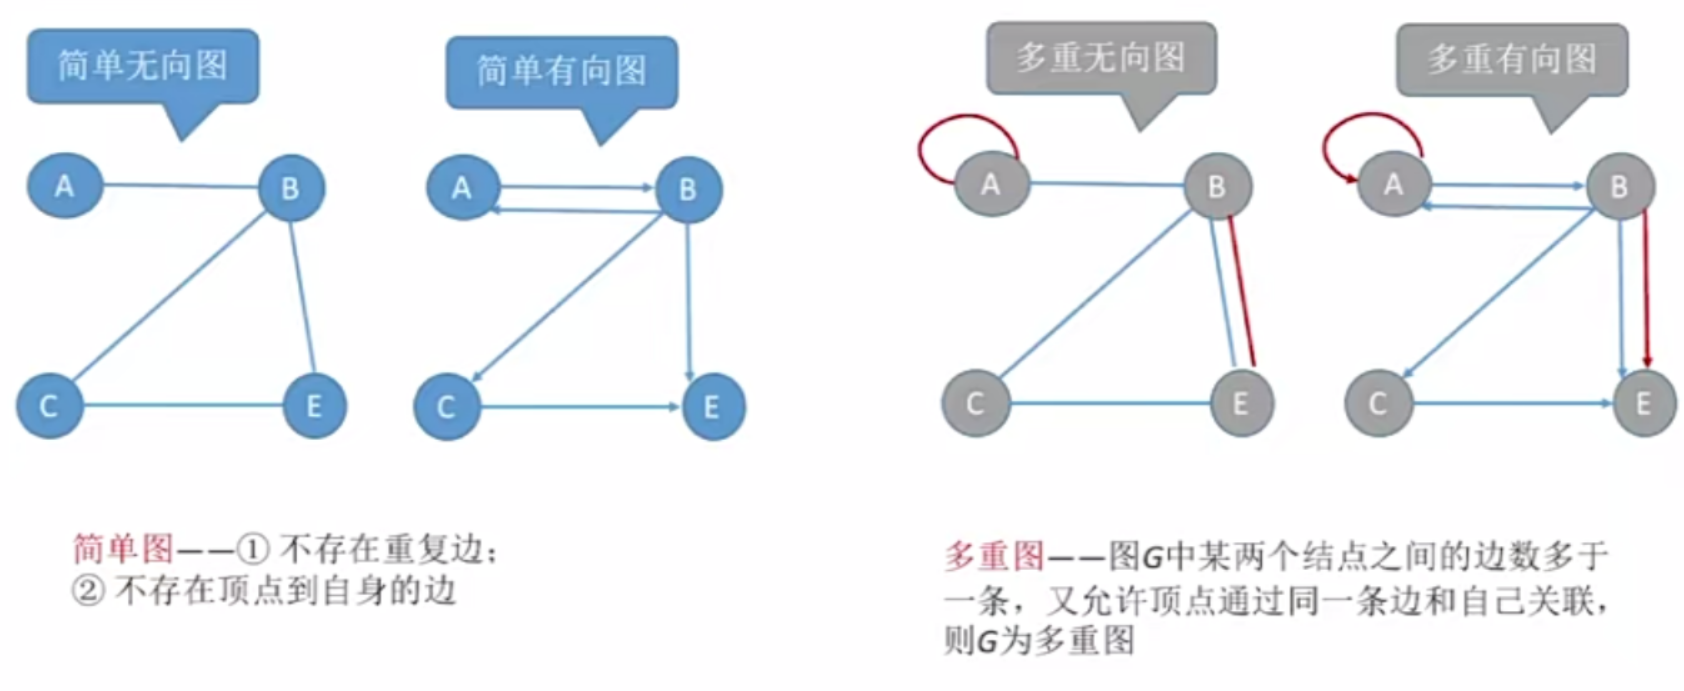 简单无向图
简单有向图
多重无向图
多重有向图
A
B
C
E
A
B
C
E
A
B
C
E
A
B
C
E
简单图——① 不存在重复边；
② 不存在顶点到自身的边
多重图——图G中某两个结点之间的边数多于
一条，又允许顶点通过同一条边和自己关联，
则G为多重图